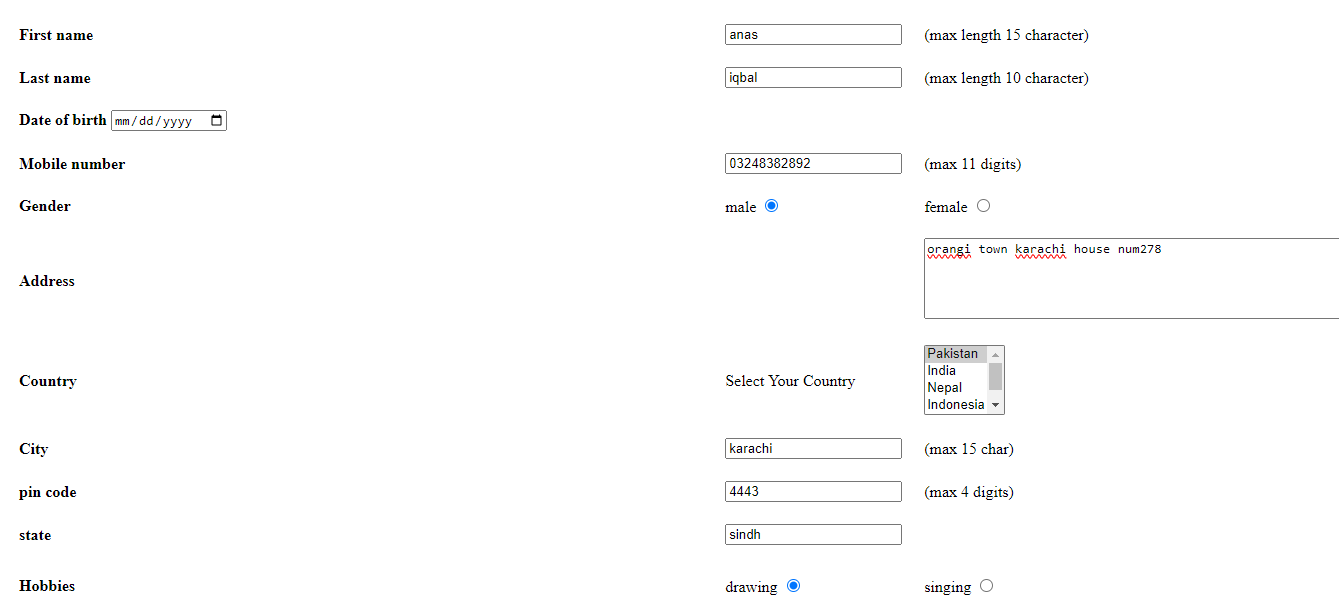 First name anas (max length 15 character)
Last name iqbal (max length 10 character)
Date of birth mm/dd/yyyy
Mobile number 03248382892 (max 11 digits)
Gender male female
orangi town karachi house num278
Address
Pakistan
India
Country Select Your Country
Nepal
Indonesia
City karachi (max 15 char)
pin code 4443 (max 4 digits)
state sindh
Hobbies drawing singing